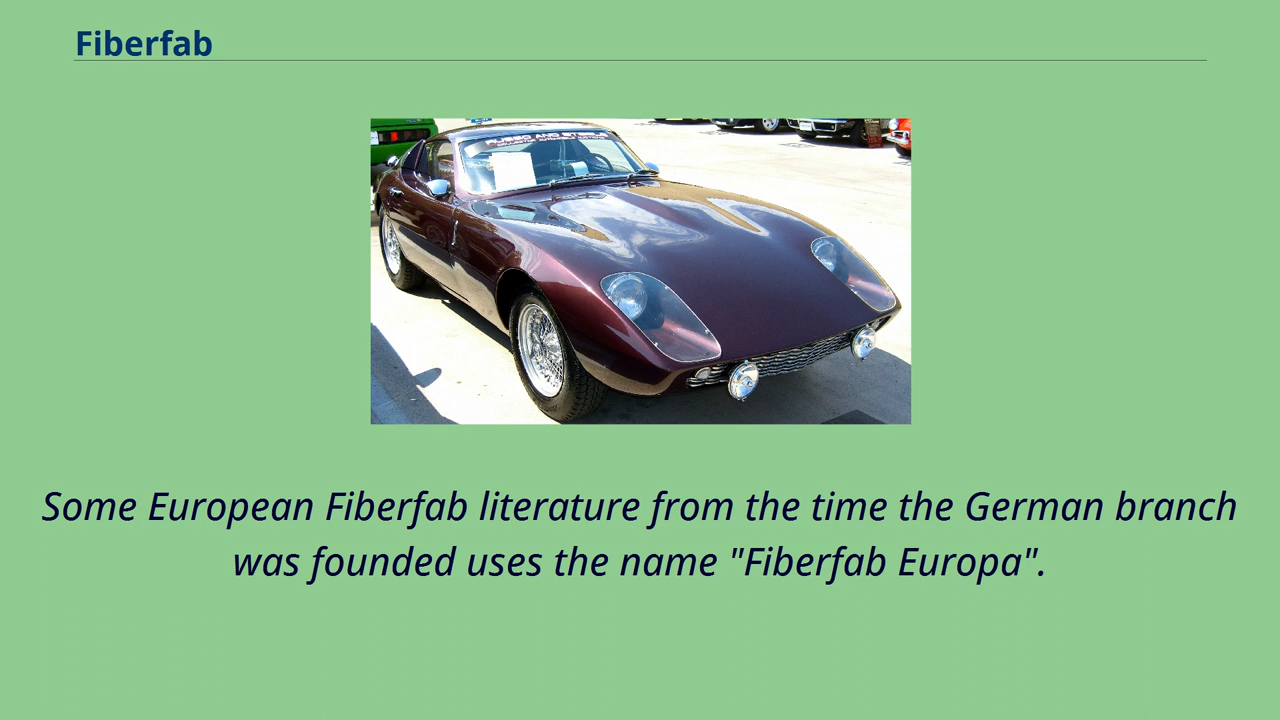 Fiberfab
Some European Fiberfab literature from the time the German branch
was founded uses the name "Fiberfab Europa".